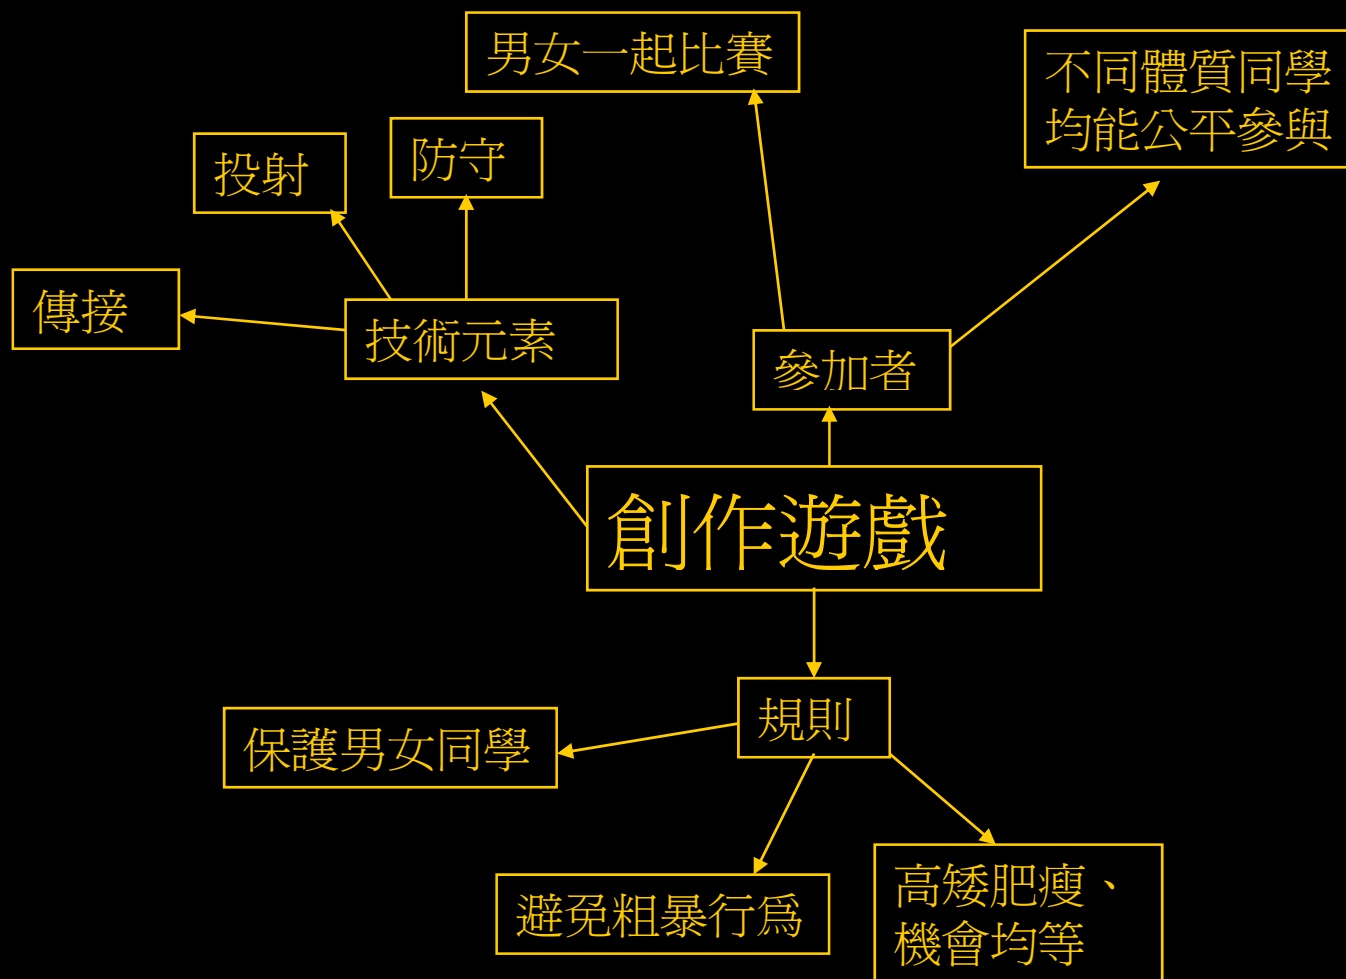 男女一起比賽
不同體質同學
均能公平參與
防守
投射
傳接
技術元素
參加者
創作遊戲
規則
保護男女同學
避免粗暴行爲
高矮肥瘦、
機會均等